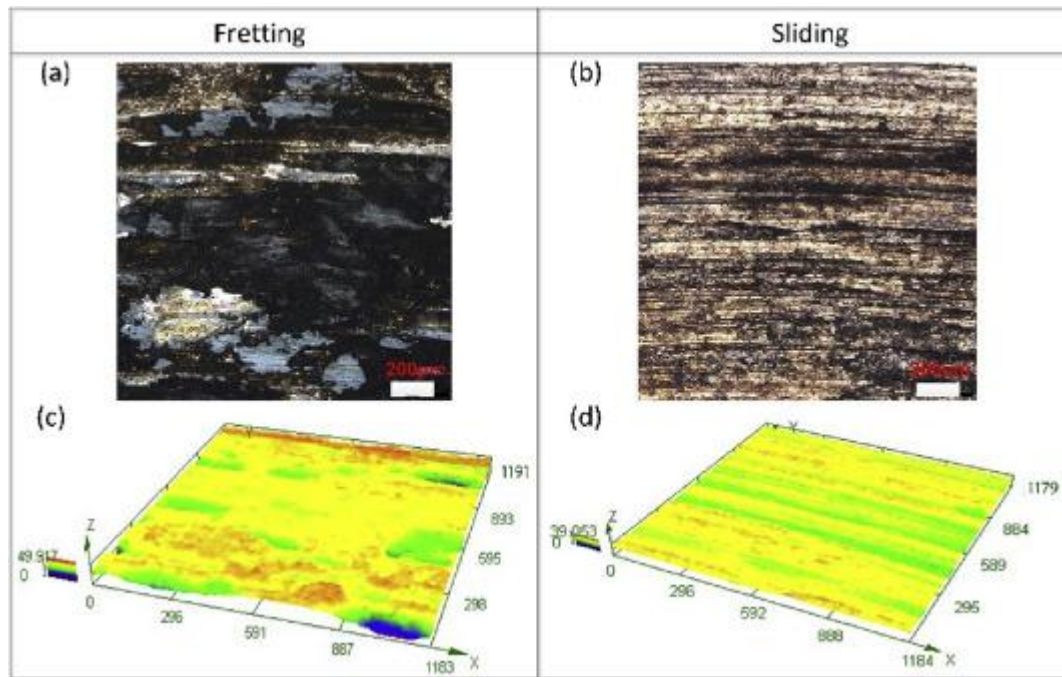 Fretting
Sliding
(a)
(b)
200μm
(c)
(d)
Y
1191
893
595
298
Z
49.917
0
0
296
591
887
1183
X
Y
1179
884
589
295
Z
39.053
0
0
296
592
888
1184
X